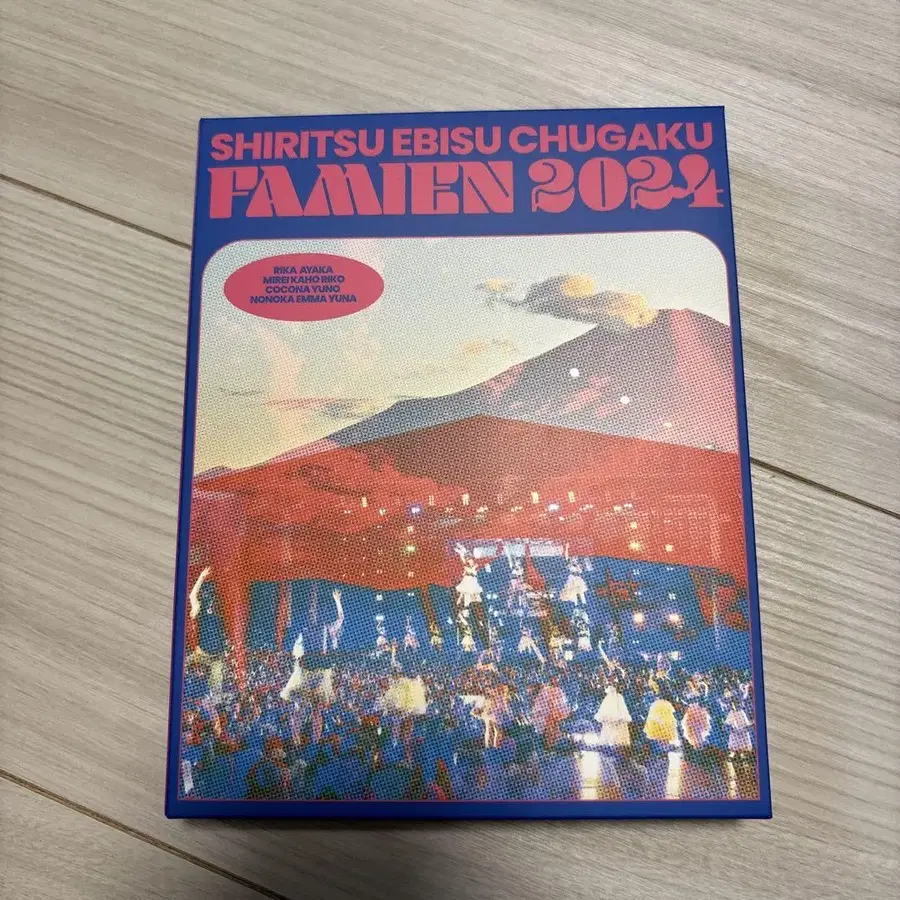 SHIRITSU EBISU CHUGAKU
FAMIEN 2024
RIKA AYAKA
MIREI KAHO RIKO
COCONA YUNO
NONOKA EMMA YUNA